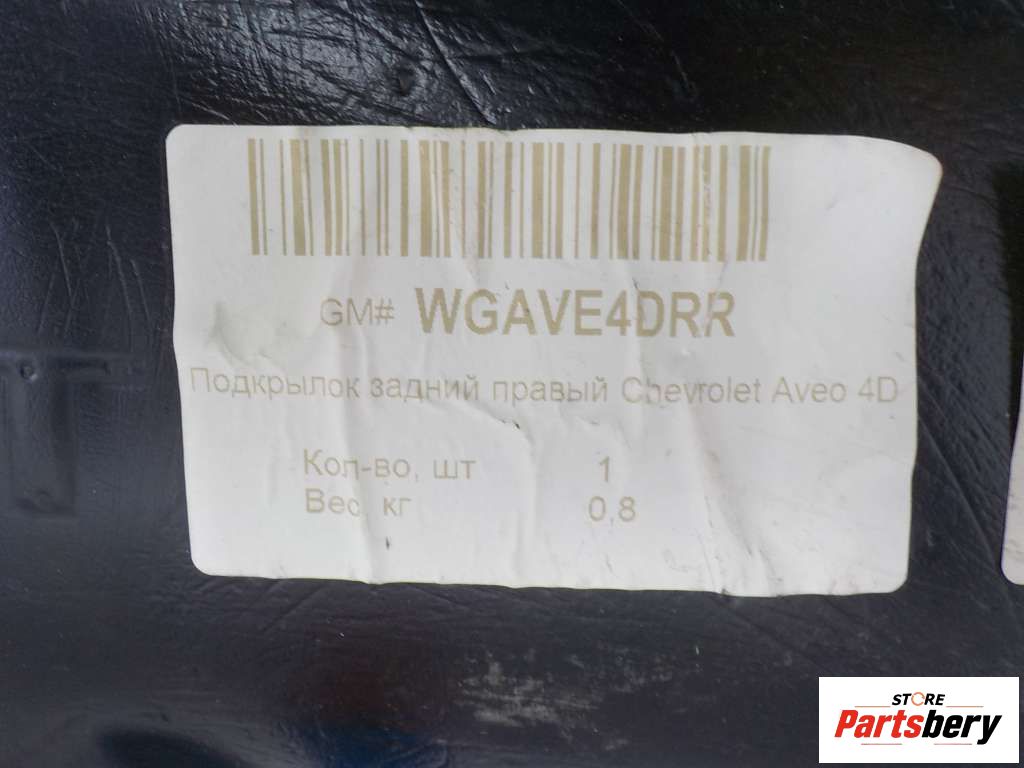 GM# WGAVE4DRR
Подкрылок задний правый Chevrolet Aveo 4D
Кол-во, шт 1
Вес, кг 0,8
STORE
Partsbery